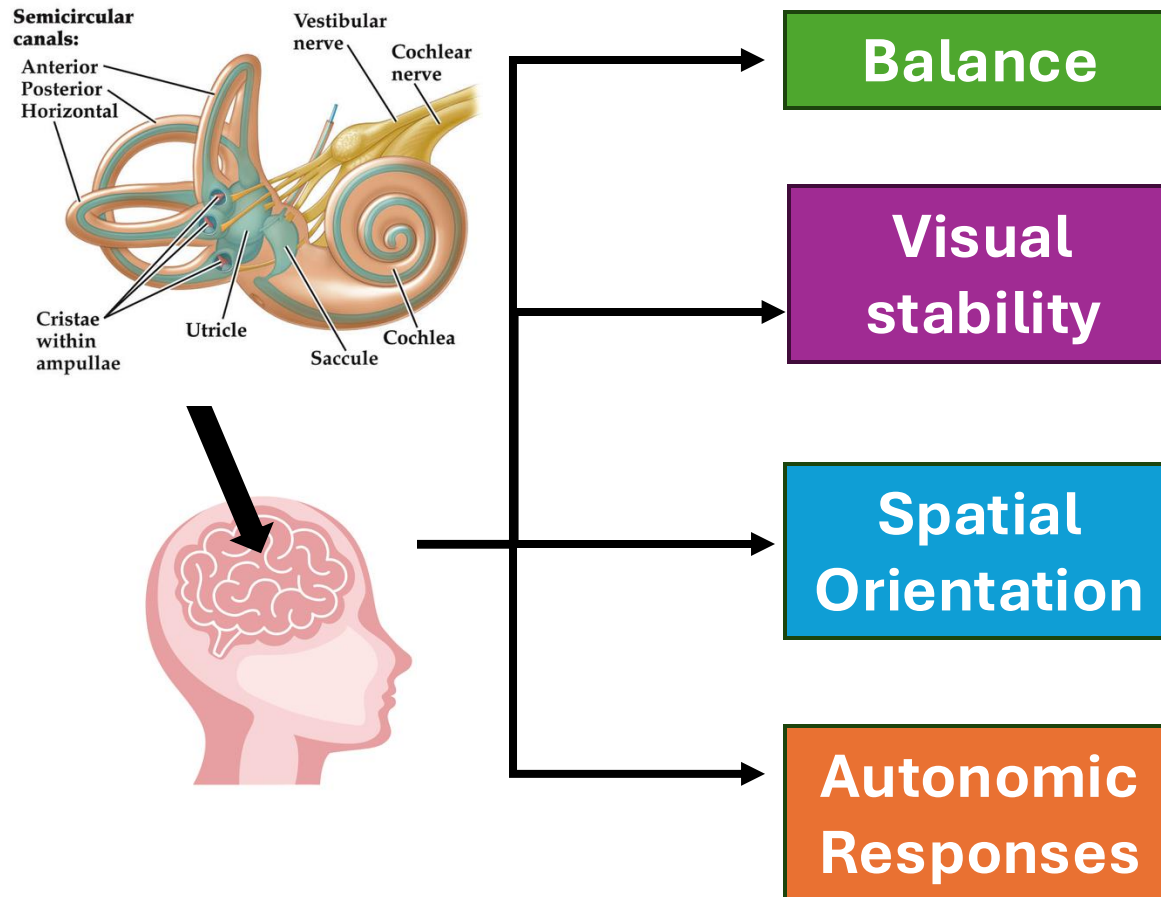 Semicircular
canals:
Anterior
Posterior
Horizontal
Vestibular
nerve
Cochlear
nerve
Cristae
within
ampullae
Utricle
Saccule
Cochlea
Balance
Visual
stability
Spatial
Orientation
Autonomic
Responses